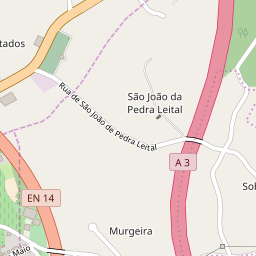 tados
São João da
Pedra Leital
Rua de São João de Pedra Leital
A 3
EN 14
Sob
Murgeira
Maio